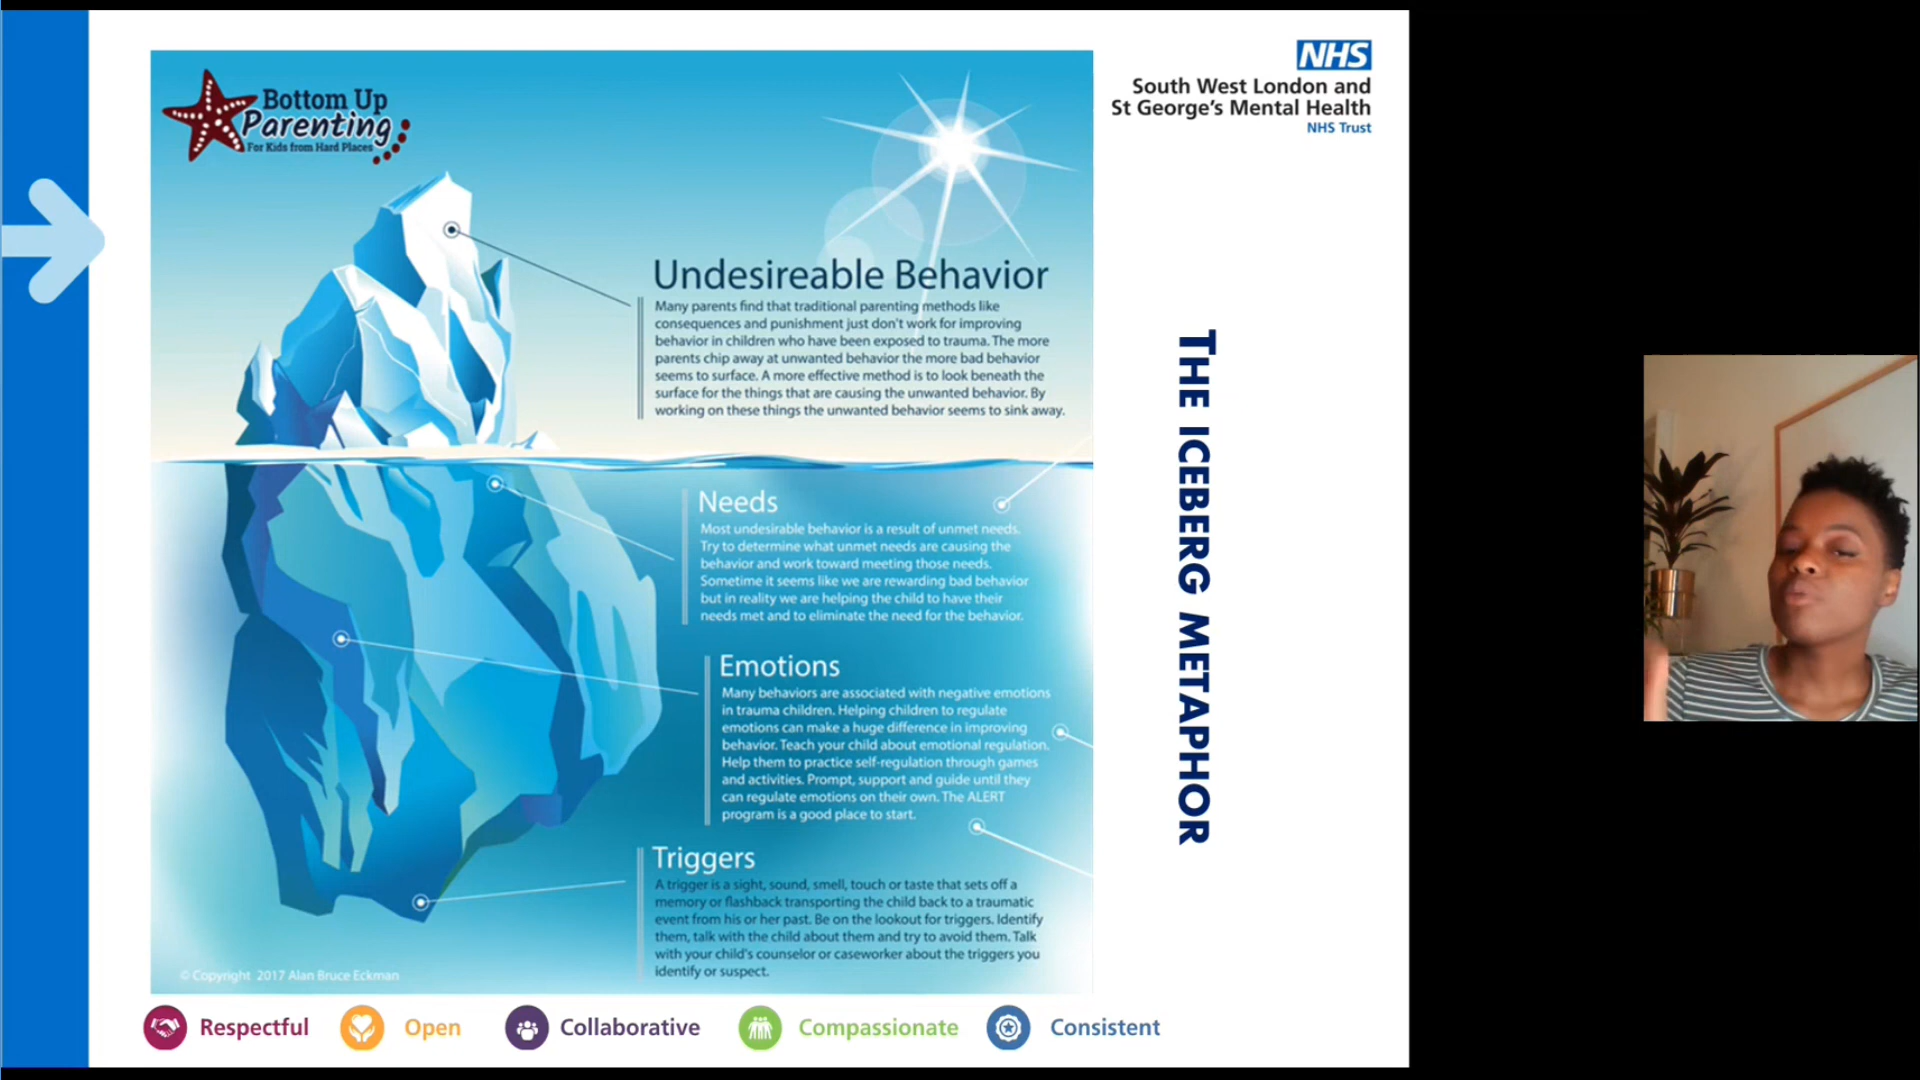 Bottom Up
Parenting
For Kids from Hard Places
NHS
South West London and
St George's Mental Health
NHS Trust
Undesireable Behavior
Many parents find that traditional parenting methods like
consequences and punishment just don't work for improving
behavior in children who have been exposed to trauma. The more
parents chip away at unwanted behavior the more bad behavior
seems to surface. A more effective method is to look beneath the
surface for the things that are causing the unwanted behavior. By
working on these things the unwanted behavior seems to sink away.
THE ICEBERG METAPHOR
Needs
Most undesirable behavior is a result of unmet needs.
Try to determine what unmet needs are causing the
behavior and work toward meeting those needs.
Sometime it seems like we are rewarding bad behavior
but in reality we are helping the child to have their
needs met and to eliminate the need for the behavior.
Emotions
Many behaviors are associated with negative emotions
in trauma children. Helping children to regulate
emotions can make a huge difference in improving
behavior. Teach your child about emotional regulation.
Help them to practice self-regulation through games
and activities. Prompt, support and guide until they
can regulate emotions on their own. The ALERT
program is a good place to start.
Triggers
A trigger is a sight, sound, smell, touch or taste that sets off a
memory or flashback transporting the child back to a traumatic
event from his or her past. Be on the lookout for triggers. Identify
them, talk with the child about them and try to avoid them. Talk
with your child's counselor or caseworker about the triggers you
identify or suspect.
© Copyright 2017 Alan Bruce Eckman
Respectful
Open
Collaborative
Compassionate
Consistent